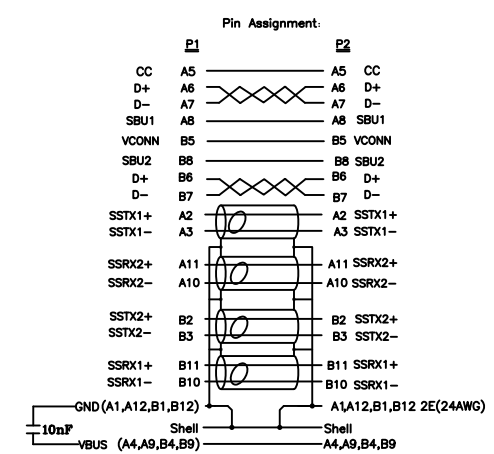 Pin Assignment:
P1 P2
CC A5 A5 CC
D+ A6 A6 D+
D− A7 A7 D−
SBU1 A8 A8 SBU1
VCONN B5 B5 VCONN
SBU2 B8 B8 SBU2
D+ B6 B6 D+
D− B7 B7 D−
SSTX1+ A2 A2 SSTX1+
SSTX1− A3 A3 SSTX1−
SSRX2+ A11 A11 SSRX2+
SSRX2− A10 A10 SSRX2−
SSTX2+ B2 B2 SSTX2+
SSTX2− B3 B3 SSTX2−
SSRX1+ B11 B11 SSRX1+
SSRX1− B10 B10 SSRX1−
GND (A1,A12,B1,B12) A1,A12,B1,B12 2E(24AWG)
Shell Shell
10nF
VBUS (A4,A9,B4,B9) A4,A9,B4,B9